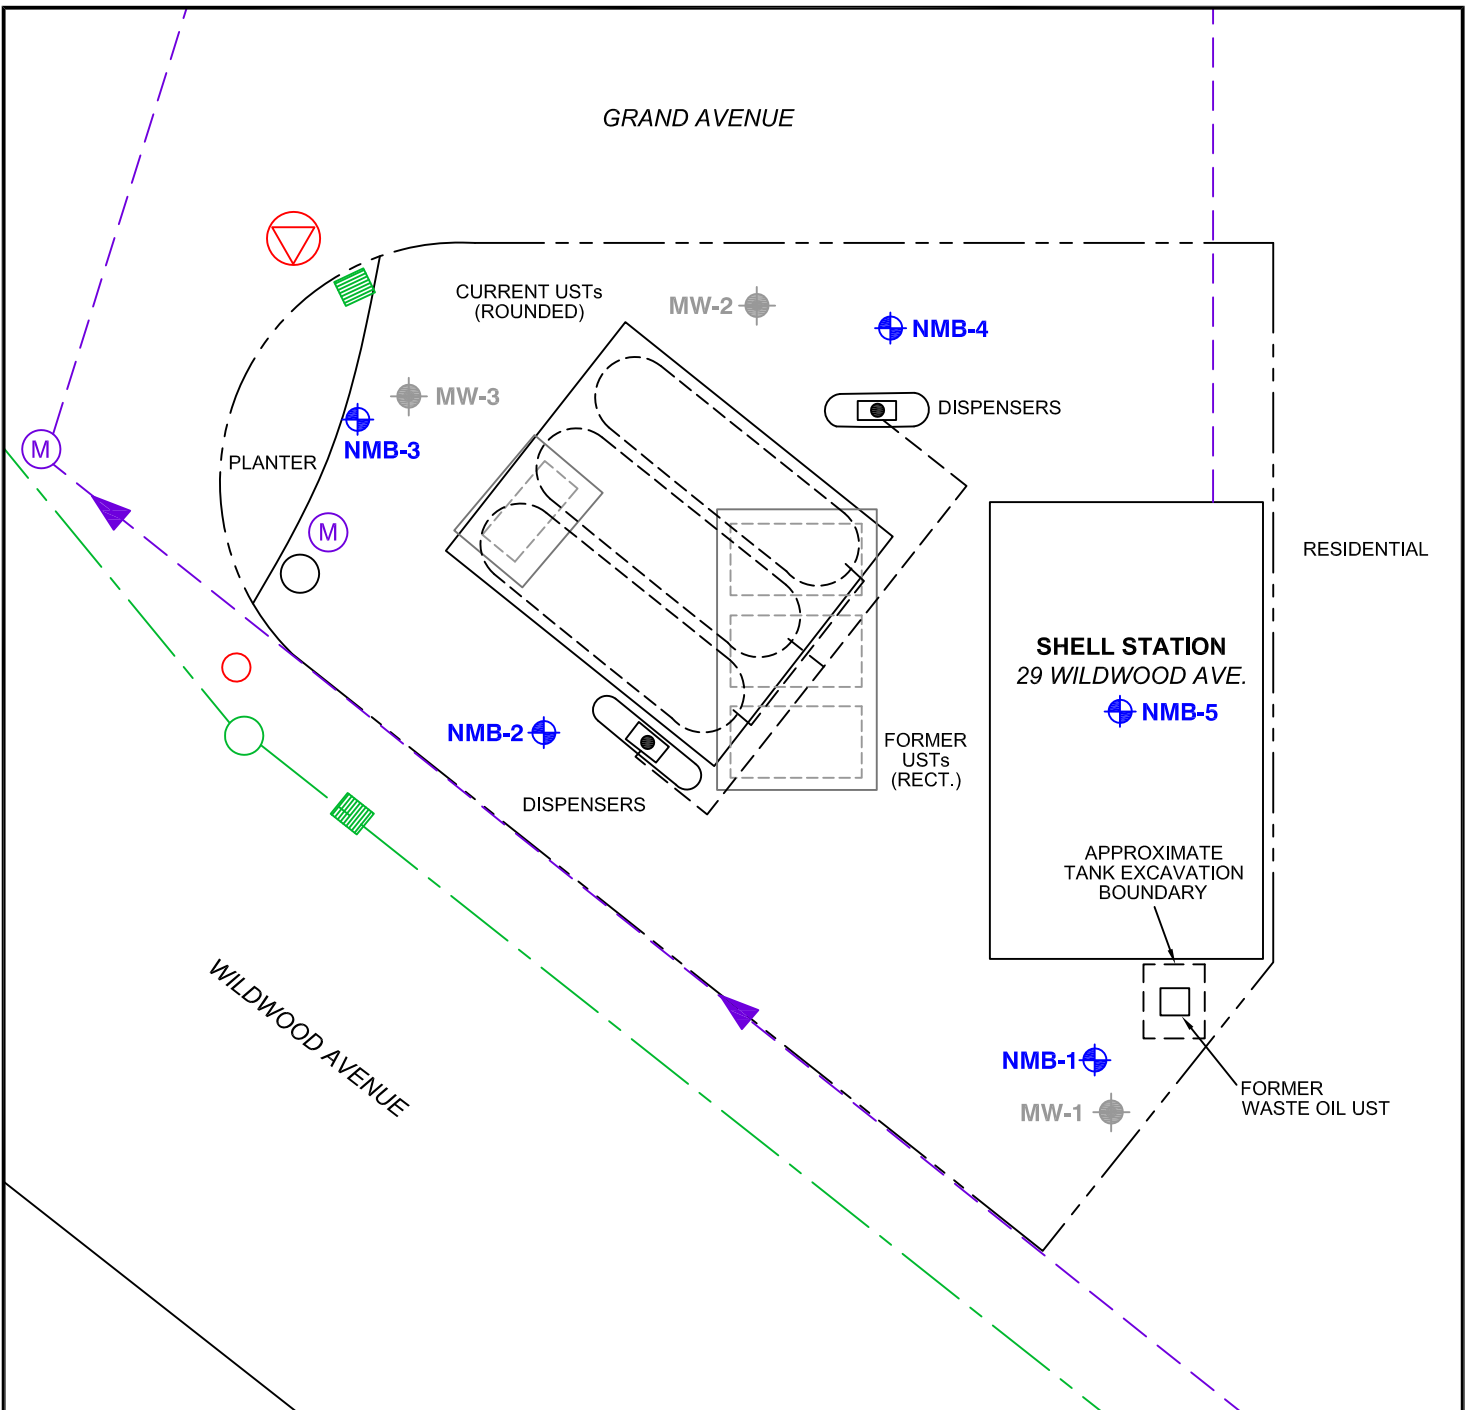 GRAND AVENUE
CURRENT USTs
(ROUNDED)
MW-2
NMB-4
MW-3
DISPENSERS
NMB-3
M
PLANTER
M
RESIDENTIAL
SHELL STATION
29 WILDWOOD AVE.
NMB-5
NMB-2
FORMER
USTs
(RECT.)
DISPENSERS
APPROXIMATE
TANK EXCAVATION
BOUNDARY
WILDWOOD AVENUE
NMB-1
MW-1
FORMER
WASTE OIL UST